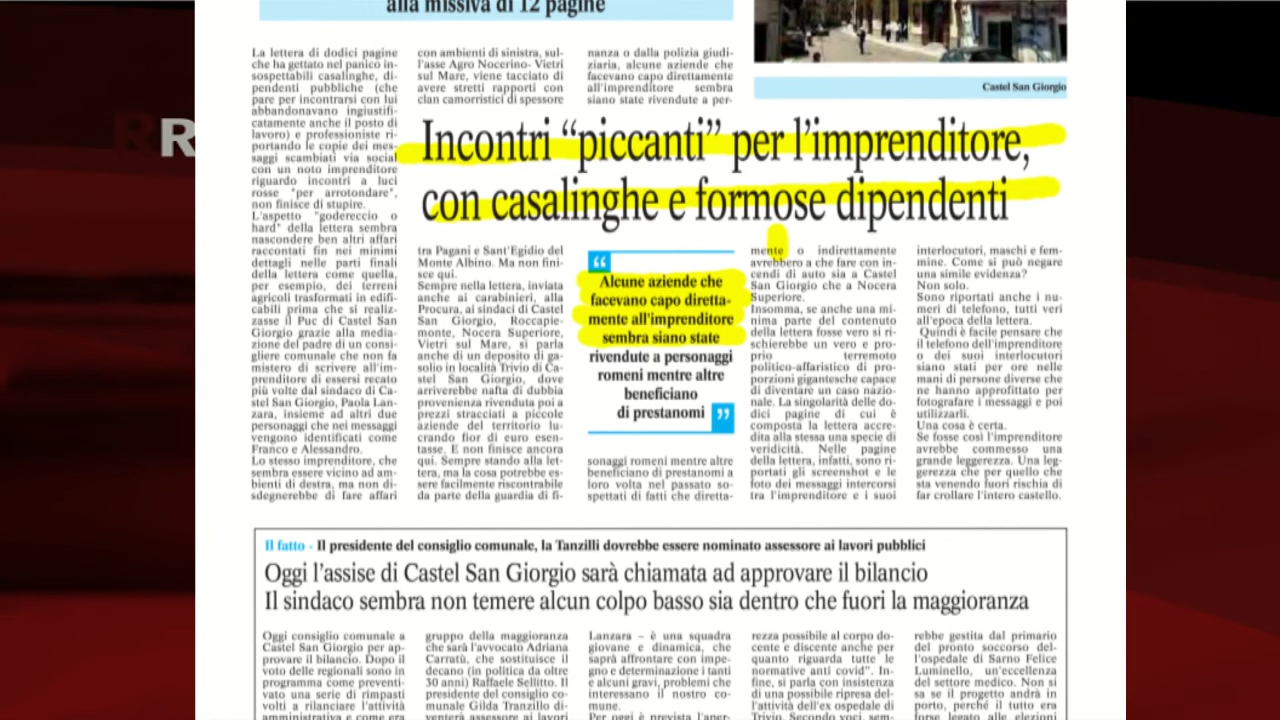 alla missiva di 12 pagine
La lettera di dodici pagine
che ha gettato nel panico in-
sospettabili casalinghe, di-
pendenti pubbliche (che
pare per incontrarsi con lui
abbandonavano ingiustifi-
catamente anche il posto di
lavoro) e professioniste ri-
portando le copie dei mes-
saggi scambiati via social
con un noto imprenditore
riguardo incontri a luci
rosse "per arrotondare",
non finisce di stupire.
L'aspetto "godereccio o
hard" della lettera sembra
nascondere ben altri affari
raccontati fin nei minimi
dettagli nelle parti finali
della lettera come quella,
per esempio, dei terreni
agricoli trasformati in edifi-
cabili prima che si realiz-
zasse il Puc di Castel San
Giorgio grazie alla media-
zione del padre di un consi-
gliere comunale che non fa
mistero di scrivere all'im-
prenditore di essersi recato
più volte dal sindaco di Ca-
stel San Giorgio, Paola Lan-
zara, insieme ad altri due
personaggi che nei messaggi
vengono identificati come
Franco e Alessandro.
Lo stesso imprenditore, che
sembra essere vicino ad am-
bienti di destra, ma non di-
sdegnerebbe di fare affari
con ambienti di sinistra, sul-
l'asse Agro Nocerino- Vietri
sul Mare, viene tacciato di
avere stretti rapporti con
clan camorristici di spessore
nanza o dalla polizia giudi-
ziaria, alcune aziende che
facevano capo direttamente
all'imprenditore sembra
siano state rivendute a per-
Castel San Giorgio
R
Incontri “piccanti” per l’imprenditore,
con casalinghe e formose dipendenti
tra Pagani e Sant'Egidio del
Monte Albino. Ma non fini-
sce qui.
Sempre nella lettera, inviata
anche ai carabinieri, alla
Procura, ai sindaci di Castel
San Giorgio, Roccapie-
monte, Nocera Superiore,
Vietri sul Mare, si parla
anche di un deposito di ga-
solio in località Trivio di Ca-
stel San Giorgio, dove
arriverebbe nafta di dubbia
provenienza rivenduta poi a
prezzi stracciati a piccole
aziende del territorio lu-
crando fior di euro esen-
tasse. E non finisce ancora
qui. Sempre stando alla let-
tera, ma la cosa potrebbe es-
sere facilmente riscontrabile
da parte della guardia di fi-
“
Alcune aziende che
facevano capo diretta-
mente all'imprenditore
sembra siano state
rivendute a personaggi
romeni mentre altre
beneficiano
di prestanomi ”
sonaggi romeni mentre altre
beneficiano di prestanomi a
loro volta nel passato so-
spettati di fatti che diretta-
mente o indirettamente
avrebbero a che fare con in-
cendi di auto sia a Castel
San Giorgio che a Nocera
Superiore.
Insomma, se anche una mi-
nima parte del contenuto
della lettera fosse vero si ri-
schierebbe un vero e pro-
prio terremoto
politico-affaristico di pro-
porzioni gigantesche capace
di diventare un caso nazio-
nale. La singolarità delle do-
dici pagine di cui è
composta la lettera accre-
dita alla stessa una specie di
veridicità. Nelle pagine
della lettera, infatti, sono ri-
portati gli screenshot e le
foto dei messaggi intercorsi
tra l'imprenditore e i suoi
interlocutori, maschi e fem-
mine. Come si può negare
una simile evidenza?
Non solo.
Sono riportati anche i nu-
meri di telefono, tutti veri
all'epoca della lettera.
Quindi è facile pensare che
il telefono dell'imprenditore
o dei suoi interlocutori
siano stati per ore nelle
mani di persone diverse che
ne hanno approfittato per
fotografare i messaggi e poi
utilizzarli.
Una cosa è certa.
Se fosse così l'imprenditore
avrebbe commesso una
grande leggerezza. Una leg-
gerezza che per quello che
sta venendo fuori rischia di
far crollare l'intero castello.
Il fatto - Il presidente del consiglio comunale, la Tanzilli dovrebbe essere nominato assessore ai lavori pubblici
Oggi l’assise di Castel San Giorgio sarà chiamata ad approvare il bilancio
Il sindaco sembra non temere alcun colpo basso sia dentro che fuori la maggioranza
Oggi consiglio comunale a
Castel San Giorgio per ap-
provare il bilancio. Dopo il
voto delle regionali sono in
programma come preventi-
vato una serie di rimpasti
volti a rilanciare l'attività
amministrativa e come era
gruppo della maggioranza
che sarà l'avvocato Adriana
Carratù, che sostituisce il
decano (in politica da oltre
30 anni) Raffaele Sellitto. Il
presidente del consiglio co-
munale Gilda Tranzillo di-
venterà assessore ai lavori
Lanzara – è una squadra
giovane e dinamica, che
saprà affrontare con impe-
gno e determinazione i tanti
e alcuni gravi, problemi che
interessano il nostro co-
mune.
Per oggi è prevista l'aper-
rezza possibile al corpo do-
cente e discente anche per
quanto riguarda tutte le
normative anti covid". In-
fine, si parla con insistenza
di una possibile ripresa del-
l'attività dell'ex ospedale di
Trivio. Secondo voci, sem-
rebbe gestita dal primario
del pronto soccorso del-
l'ospedale di Sarno Felice
Luminello, un'eccellenza
del settore medico. Non si
sa se il progetto andrà in
porto, perché il tutto era
forse legato alle elezioni